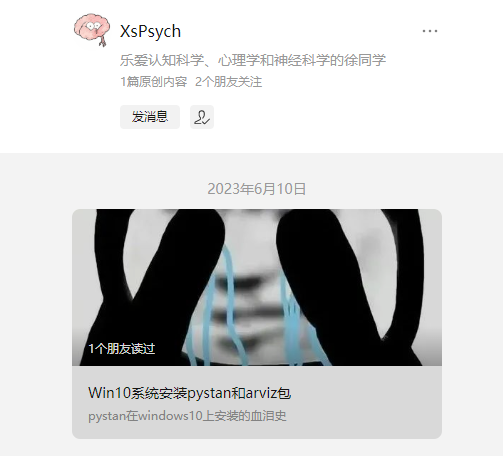 XsPsych
乐爱认知科学、心理学和神经科学的徐同学
1篇原创内容 2个朋友关注
发消息
2023年6月10日
1个朋友读过
Win10系统安装pystan和arviz包
pystan在windows10上安装的血泪史